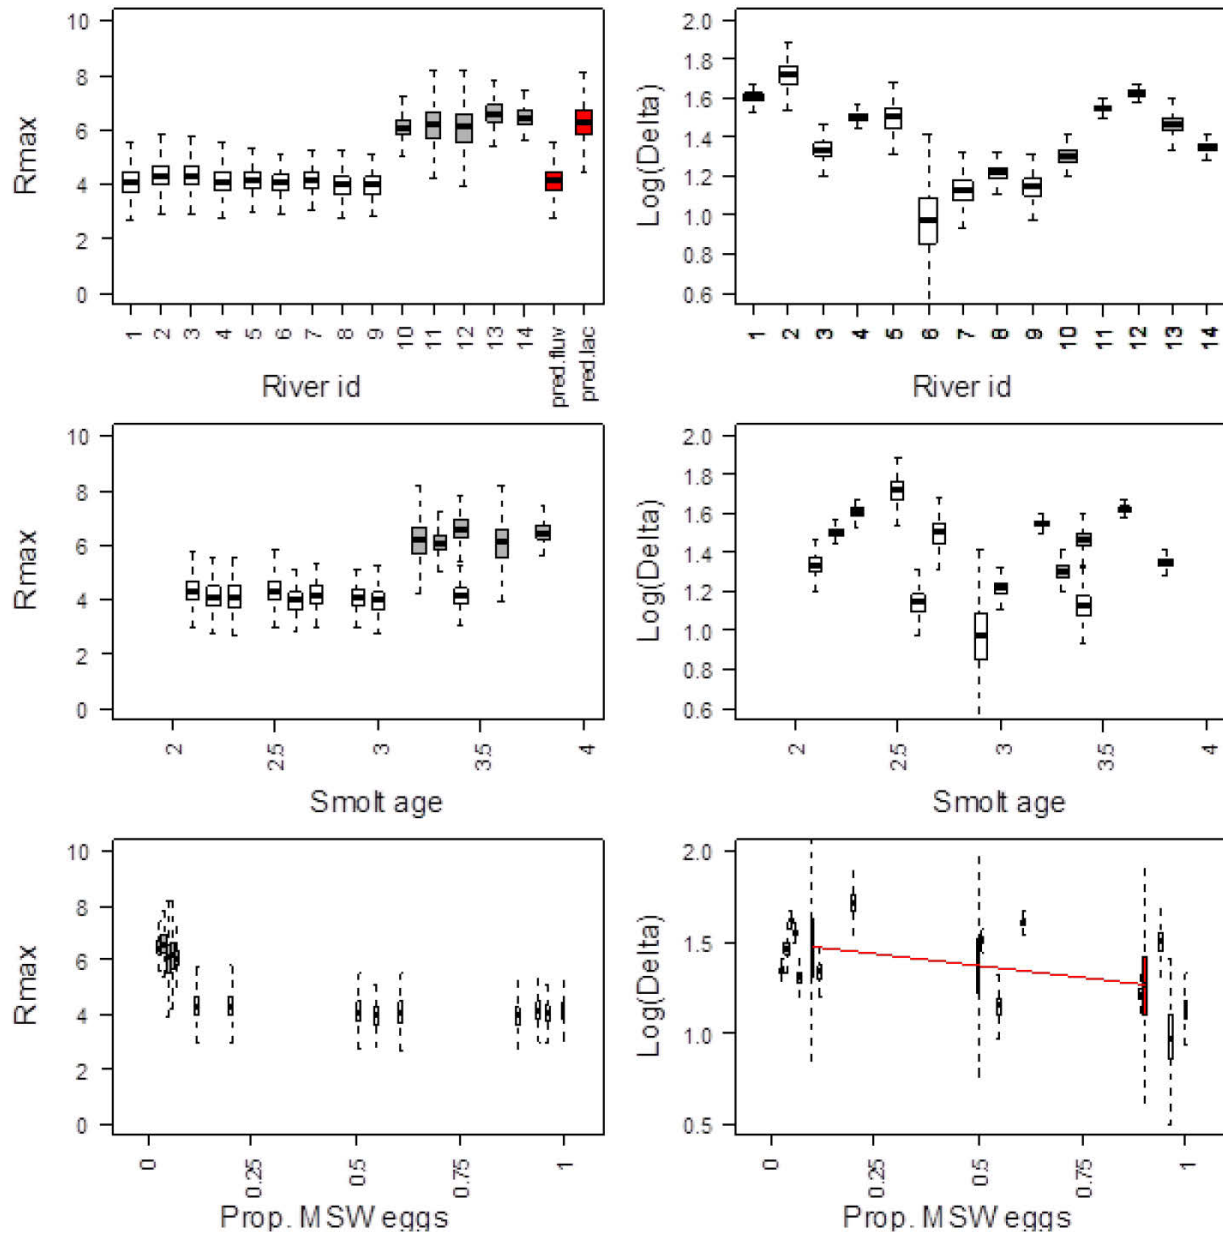 Rmax
10
8
6
4
2
0
1 2 3 4 5 6 7 8 9 10 11 12 13 14 pred.fluv pred.lac
River id
Log(Delta)
2.0
1.8
1.6
1.4
1.2
1.0
0.8
0.6
1 2 3 4 5 6 7 8 9 10 11 12 13 14
River id
Rmax
10
8
6
4
2
0
2 2.5 3 3.5 4
Smolt age
Log(Delta)
2.0
1.8
1.6
1.4
1.2
1.0
0.8
0.6
2 2.5 3 3.5 4
Smolt age
Rmax
10
8
6
4
2
0
0 0.25 0.5 0.75 1
Prop. MSW eggs
Log(Delta)
2.0
1.5
1.0
0.5
0 0.25 0.5 0.75 1
Prop. MSW eggs